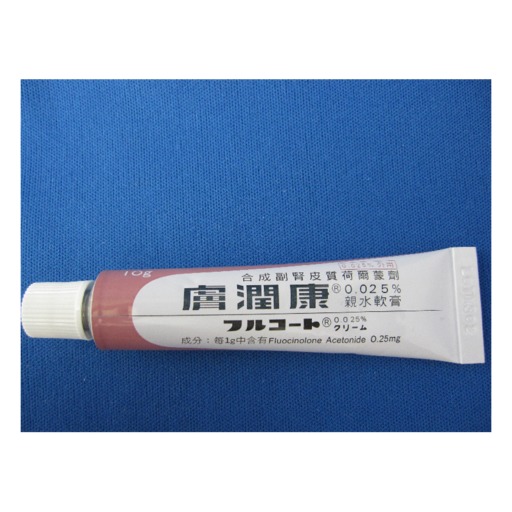 10g
合成副腎皮質荷爾蒙劑
膚潤康®0.025%
親水軟膏
フルコート®0.025%
クリーム
成分：每1g中含有Fluocinolone Acetonide 0.25mg